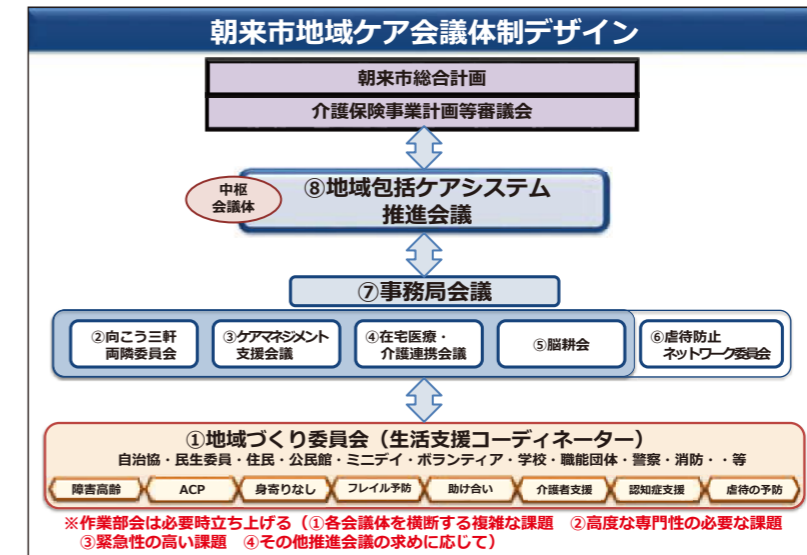 朝来市地域ケア会議体制デザイン
朝来市総合計画
介護保険事業計画等審議会
中枢
会議体
⑧地域包括ケアシステム
推進会議
⑦事務局会議
②向こう三軒
両隣委員会
③ケアマネジメント
支援会議
④在宅医療・
介護連携会議
⑤脳耕会
⑥虐待防止
ネットワーク委員会
①地域づくり委員会（生活支援コーディネーター）
自治協・民生委員・住民・公民館・ミニデイ・ボランティア・学校・職能団体・警察・消防・・等
障害高齢
ACP
身寄りなし
フレイル予防
助け合い
介護者支援
認知症支援
虐待の予防
※作業部会は必要時立ち上げる（①各会議体を横断する複雑な課題　②高度な専門性の必要な課題
③緊急性の高い課題　④その他推進会議の求めに応じて）